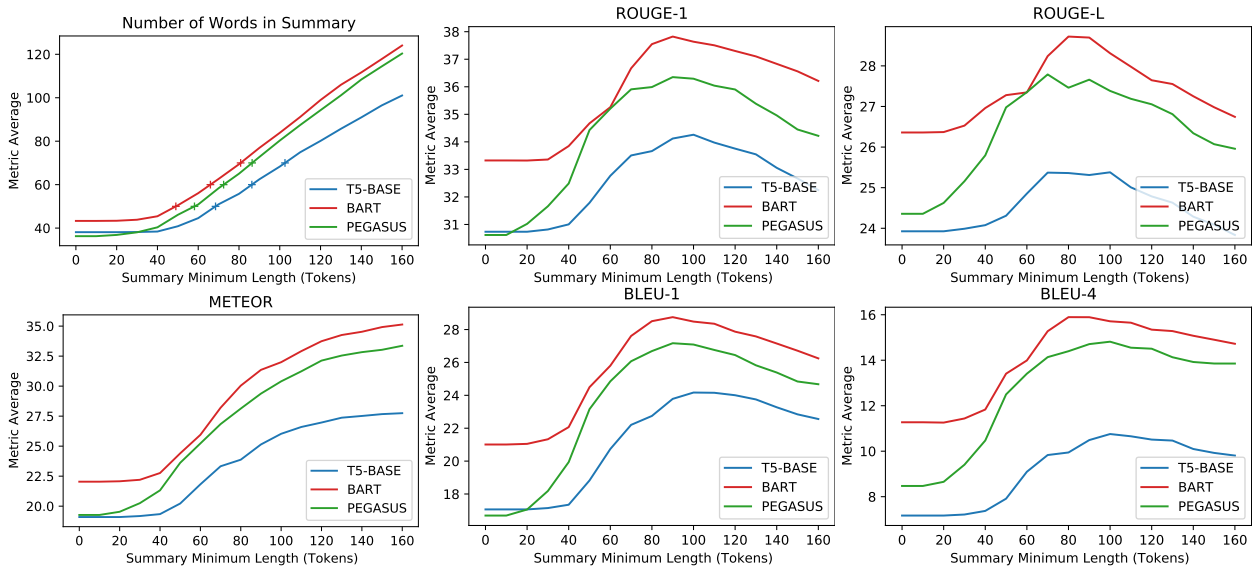 Number of Words in Summary
Metric Average
120
100
80
60
40
0 20 40 60 80 100 120 140 160
Summary Minimum Length (Tokens)
T5-BASE
BART
PEGASUS
ROUGE-1
Metric Average
38
37
36
35
34
33
32
31
0 20 40 60 80 100 120 140 160
Summary Minimum Length (Tokens)
T5-BASE
BART
PEGASUS
ROUGE-L
Metric Average
28
27
26
25
24
0 20 40 60 80 100 120 140 160
Summary Minimum Length (Tokens)
T5-BASE
BART
PEGASUS
METEOR
Metric Average
35.0
32.5
30.0
27.5
25.0
22.5
20.0
0 20 40 60 80 100 120 140 160
Summary Minimum Length (Tokens)
T5-BASE
BART
PEGASUS
BLEU-1
Metric Average
28
26
24
22
20
18
0 20 40 60 80 100 120 140 160
Summary Minimum Length (Tokens)
T5-BASE
BART
PEGASUS
BLEU-4
Metric Average
16
14
12
10
8
0 20 40 60 80 100 120 140 160
Summary Minimum Length (Tokens)
T5-BASE
BART
PEGASUS